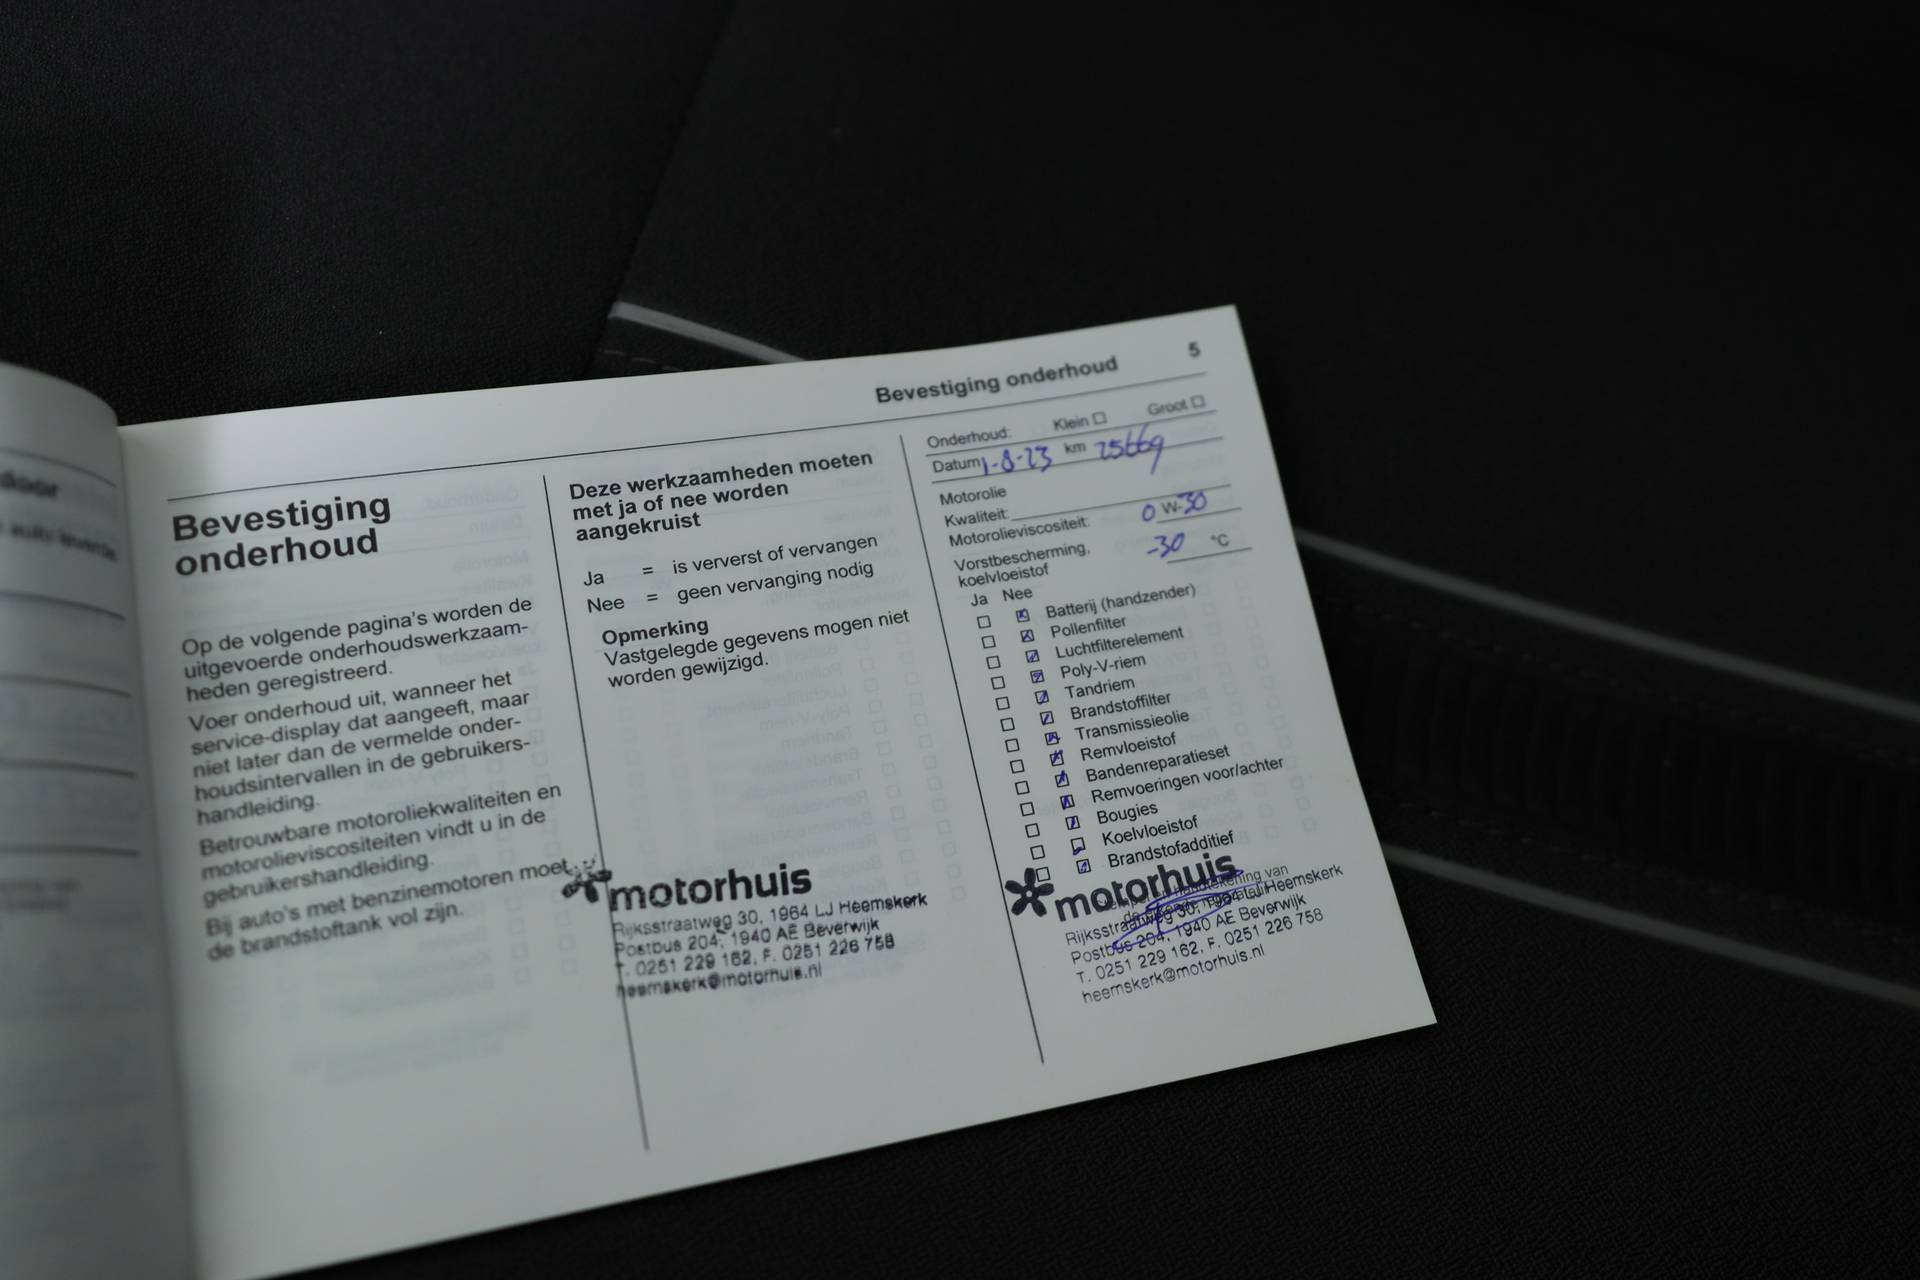 Bevestiging onderhoud
5
Bevestiging
onderhoud
Op de volgende pagina's worden de
uitgevoerde onderhoudswerkzaam-
heden geregistreerd.
Voer onderhoud uit, wanneer het
service-display dat aangeeft, maar
niet later dan de vermelde onder-
houdsintervallen in de gebruikers-
handleiding.
Betrouwbare motoroliekwaliteiten en
motorolieviscositeiten vindt u in de
gebruikershandleiding.
Bij auto's met benzinemotoren moet
de brandstoftank vol zijn.
Deze werkzaamheden moeten
met ja of nee worden
aangekruist
Ja = is ververst of vervangen
Nee = geen vervanging nodig
Opmerking
Vastgelegde gegevens mogen niet
worden gewijzigd.
motorhuis
Rijksstraatweg 30, 1964 LJ Heemskerk
Postbus 204, 1940 AE Beverwijk
T. 0251 229 162, F. 0251 226 758
heemskerk@motorhuis.nl
Onderhoud: Klein Groot
Datum 1-8-23 km 25669
Motorolie
Kwaliteit:
Motorolieviscositeit: 0 W-30
Vorstbescherming, -30 °C
koelvloeistof
Ja Nee
Batterij (handzender)
Pollenfilter
Luchtfilterelement
Poly-V-riem
Tandriem
Brandstoffilter
Transmissieolie
Remvloeistof
Bandenreparatieset
Remvoeringen voor/achter
Bougies
Koelvloeistof
Brandstofadditief
motorhuis
Rijksstraatweg 30, 1964 LJ Heemskerk
Postbus 204, 1940 AE Beverwijk
T. 0251 229 162, F. 0251 226 758
heemskerk@motorhuis.nl